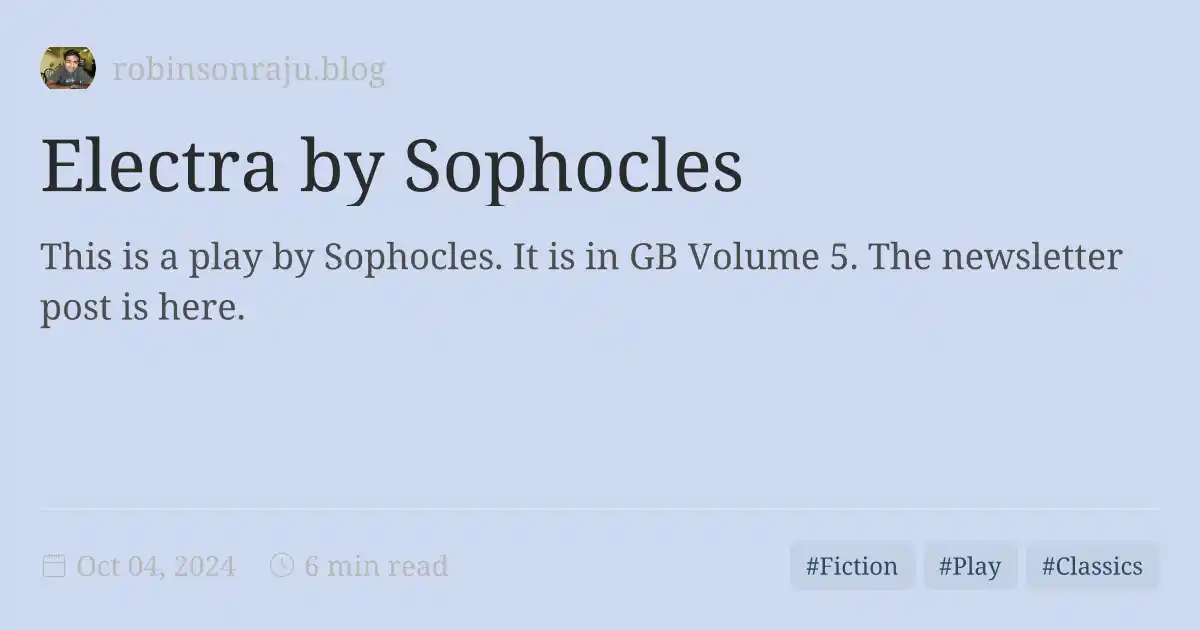 robinsonraju.blog
Electra by Sophocles
This is a play by Sophocles. It is in GB Volume 5. The newsletter
post is here.
Oct 04, 2024 6 min read #Fiction #Play #Classics